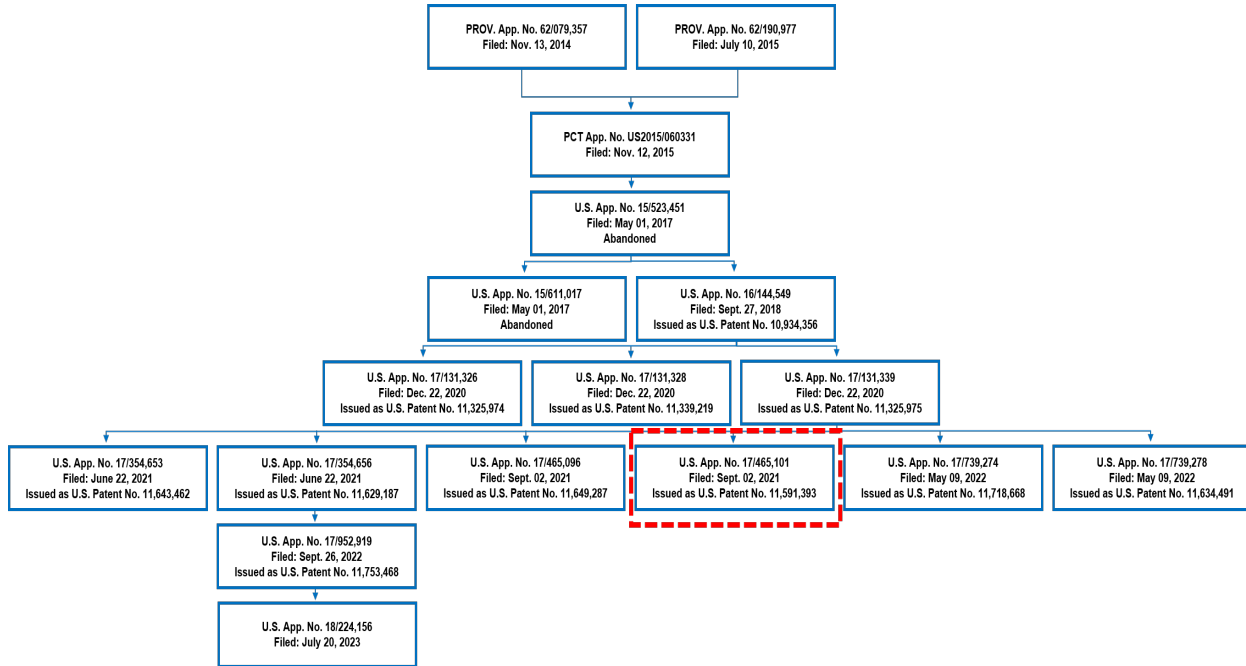 PROV. App. No. 62/079,357
Filed: Nov. 13, 2014
PROV. App. No. 62/190,977
Filed: July 10, 2015
PCT App. No. US2015/060331
Filed: Nov. 12, 2015
U.S. App. No. 15/523,451
Filed: May 01, 2017
Abandoned
U.S. App. No. 15/611,017
Filed: May 01, 2017
Abandoned
U.S. App. No. 16/144,549
Filed: Sept. 27, 2018
Issued as U.S. Patent No. 10,934,356
U.S. App. No. 17/131,326
Filed: Dec. 22, 2020
Issued as U.S. Patent No. 11,325,974
U.S. App. No. 17/131,328
Filed: Dec. 22, 2020
Issued as U.S. Patent No. 11,339,219
U.S. App. No. 17/131,339
Filed: Dec. 22, 2020
Issued as U.S. Patent No. 11,325,975
U.S. App. No. 17/354,653
Filed: June 22, 2021
Issued as U.S. Patent No. 11,643,462
U.S. App. No. 17/354,656
Filed: June 22, 2021
Issued as U.S. Patent No. 11,629,187
U.S. App. No. 17/465,096
Filed: Sept. 02, 2021
Issued as U.S. Patent No. 11,649,287
U.S. App. No. 17/465,101
Filed: Sept. 02, 2021
Issued as U.S. Patent No. 11,591,393
U.S. App. No. 17/739,274
Filed: May 09, 2022
Issued as U.S. Patent No. 11,718,668
U.S. App. No. 17/739,278
Filed: May 09, 2022
Issued as U.S. Patent No. 11,634,491
U.S. App. No. 17/952,919
Filed: Sept. 26, 2022
Issued as U.S. Patent No. 11,753,468
U.S. App. No. 18/224,156
Filed: July 20, 2023